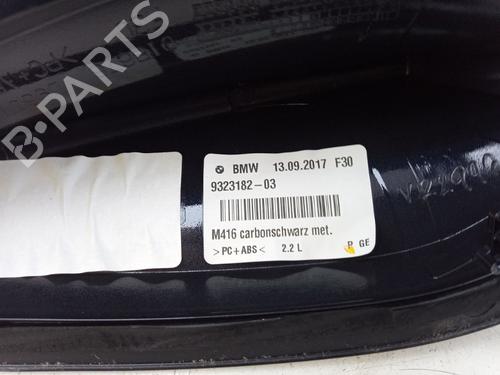 B-PARTS
BMW 13.09.2017 F30
9323182-03
M416 carbonschwarz met.
>PC+ABS< 2.2 L P GE